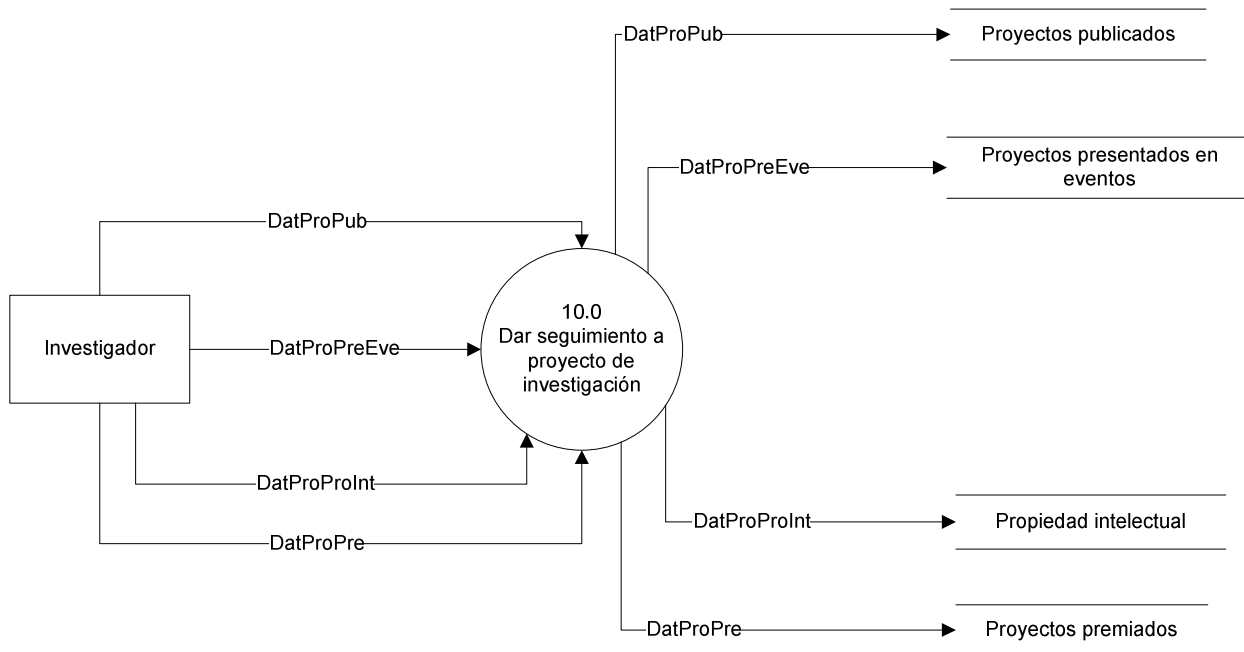 DatProPub
Proyectos publicados
DatProPreEve
Proyectos presentados en
eventos
DatProPub
10.0
Dar seguimiento a
proyecto de
investigación
Investigador
DatProPreEve
DatProProInt
DatProPre
DatProProInt
Propiedad intelectual
DatProPre
Proyectos premiados